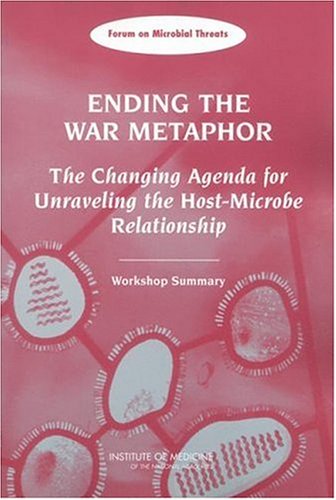 Forum on Microbial Threats
ENDING THE
WAR METAPHOR
The Changing Agenda for
Unraveling the Host-Microbe
Relationship
Workshop Summary
INSTITUTE OF MEDICINE
OF THE NATIONAL ACADEMIES